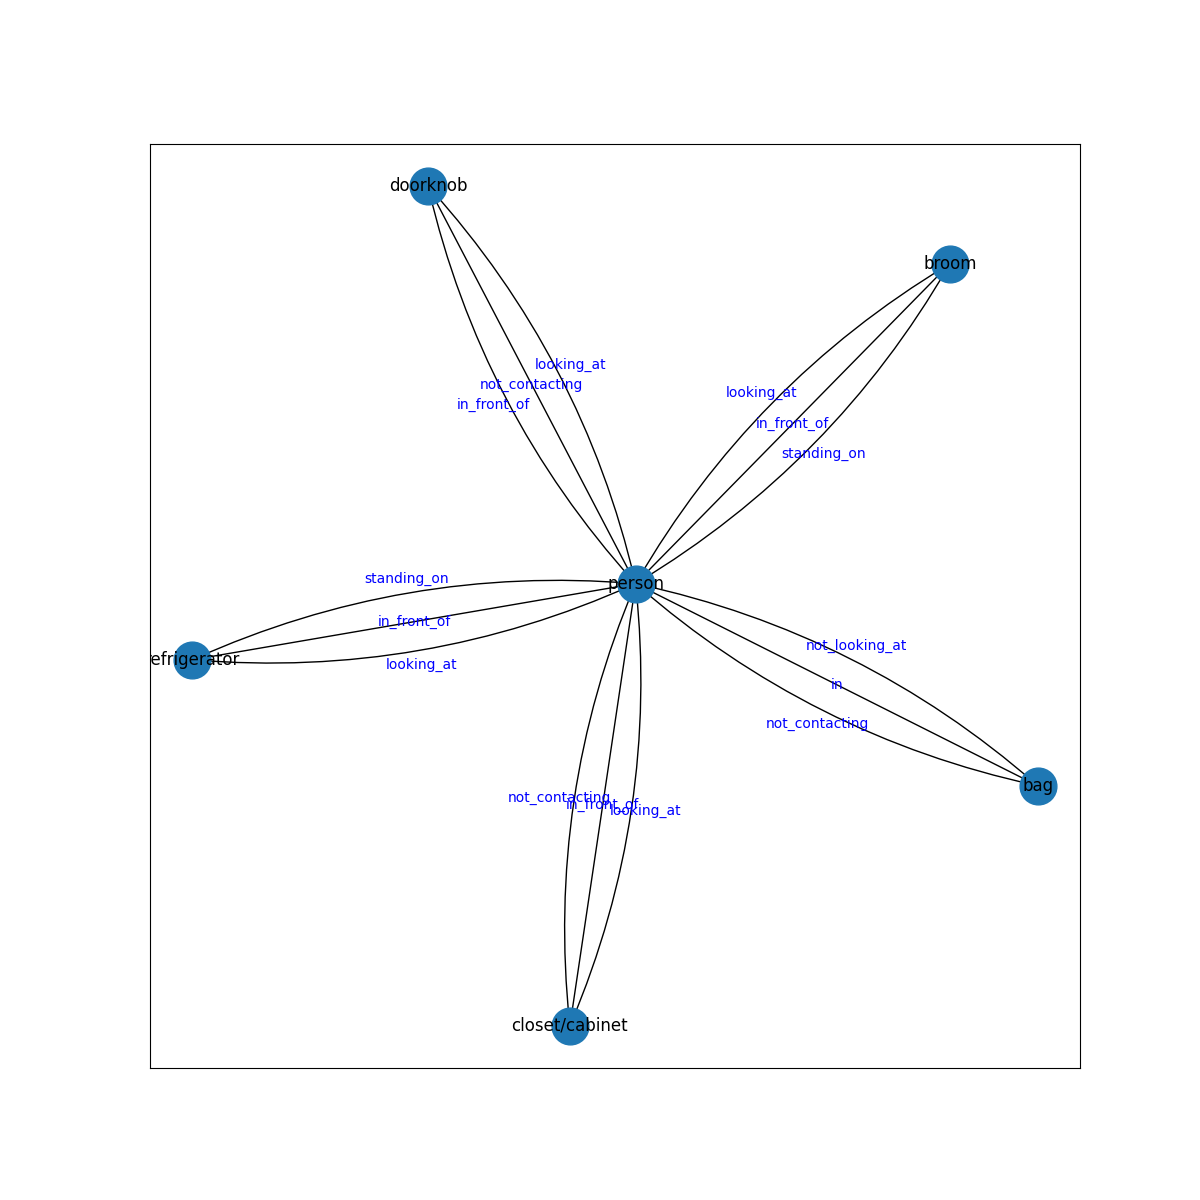 doorknob
broom
looking_at
not_contacting
in_front_of
looking_at
in_front_of
standing_on
person
standing_on
in_front_of
looking_at
efrigerator
not_looking_at
in
not_contacting
bag
not_contacting
in_front_of
looking_at
closet/cabinet